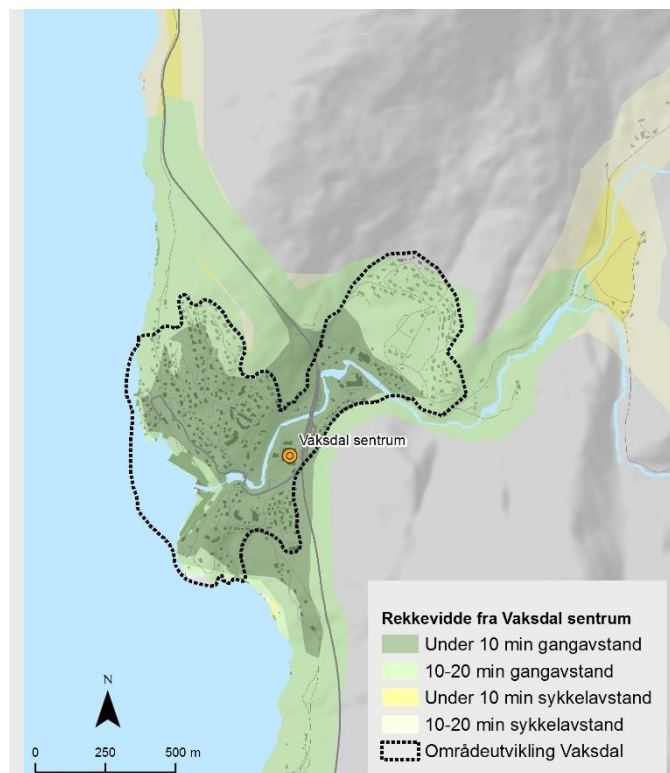 Vaksdal sentrum
Rekkevidde fra Vaksdal sentrum
Under 10 min gangavstand
10-20 min gangavstand
Under 10 min sykkelavstand
10-20 min sykkelavstand
Områdeutvikling Vaksdal
N
0 250 500 m